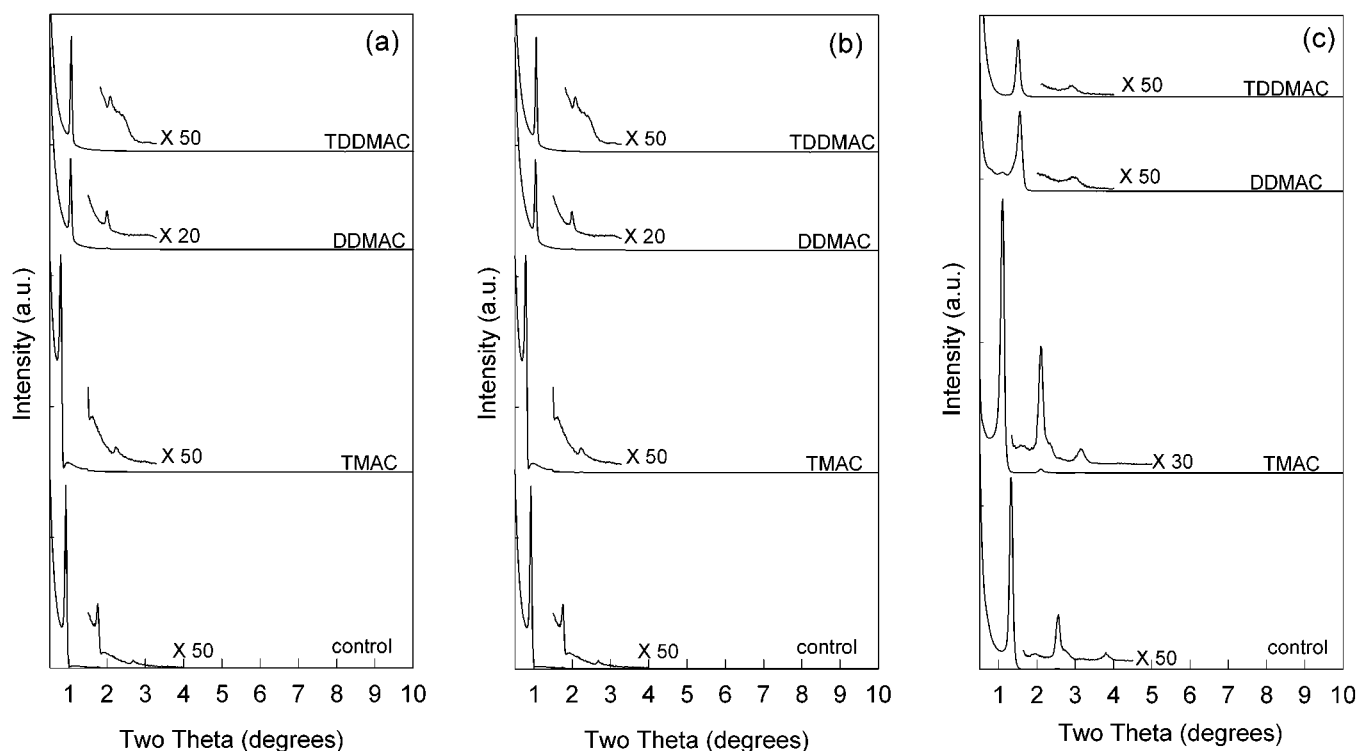 (a)
X 50
TDDMAC
X 20
DDMAC
X 50
TMAC
X 50
control
Intensity (a.u.)
1 2 3 4 5 6 7 8 9 10
Two Theta (degrees)
(b)
X 50
TDDMAC
X 20
DDMAC
X 50
TMAC
X 50
control
Intensity (a.u.)
1 2 3 4 5 6 7 8 9 10
Two Theta (degrees)
(c)
X 50
TDDMAC
X 50
DDMAC
X 30
TMAC
X 50
control
Intensity (a.u.)
1 2 3 4 5 6 7 8 9 10
Two Theta (degrees)